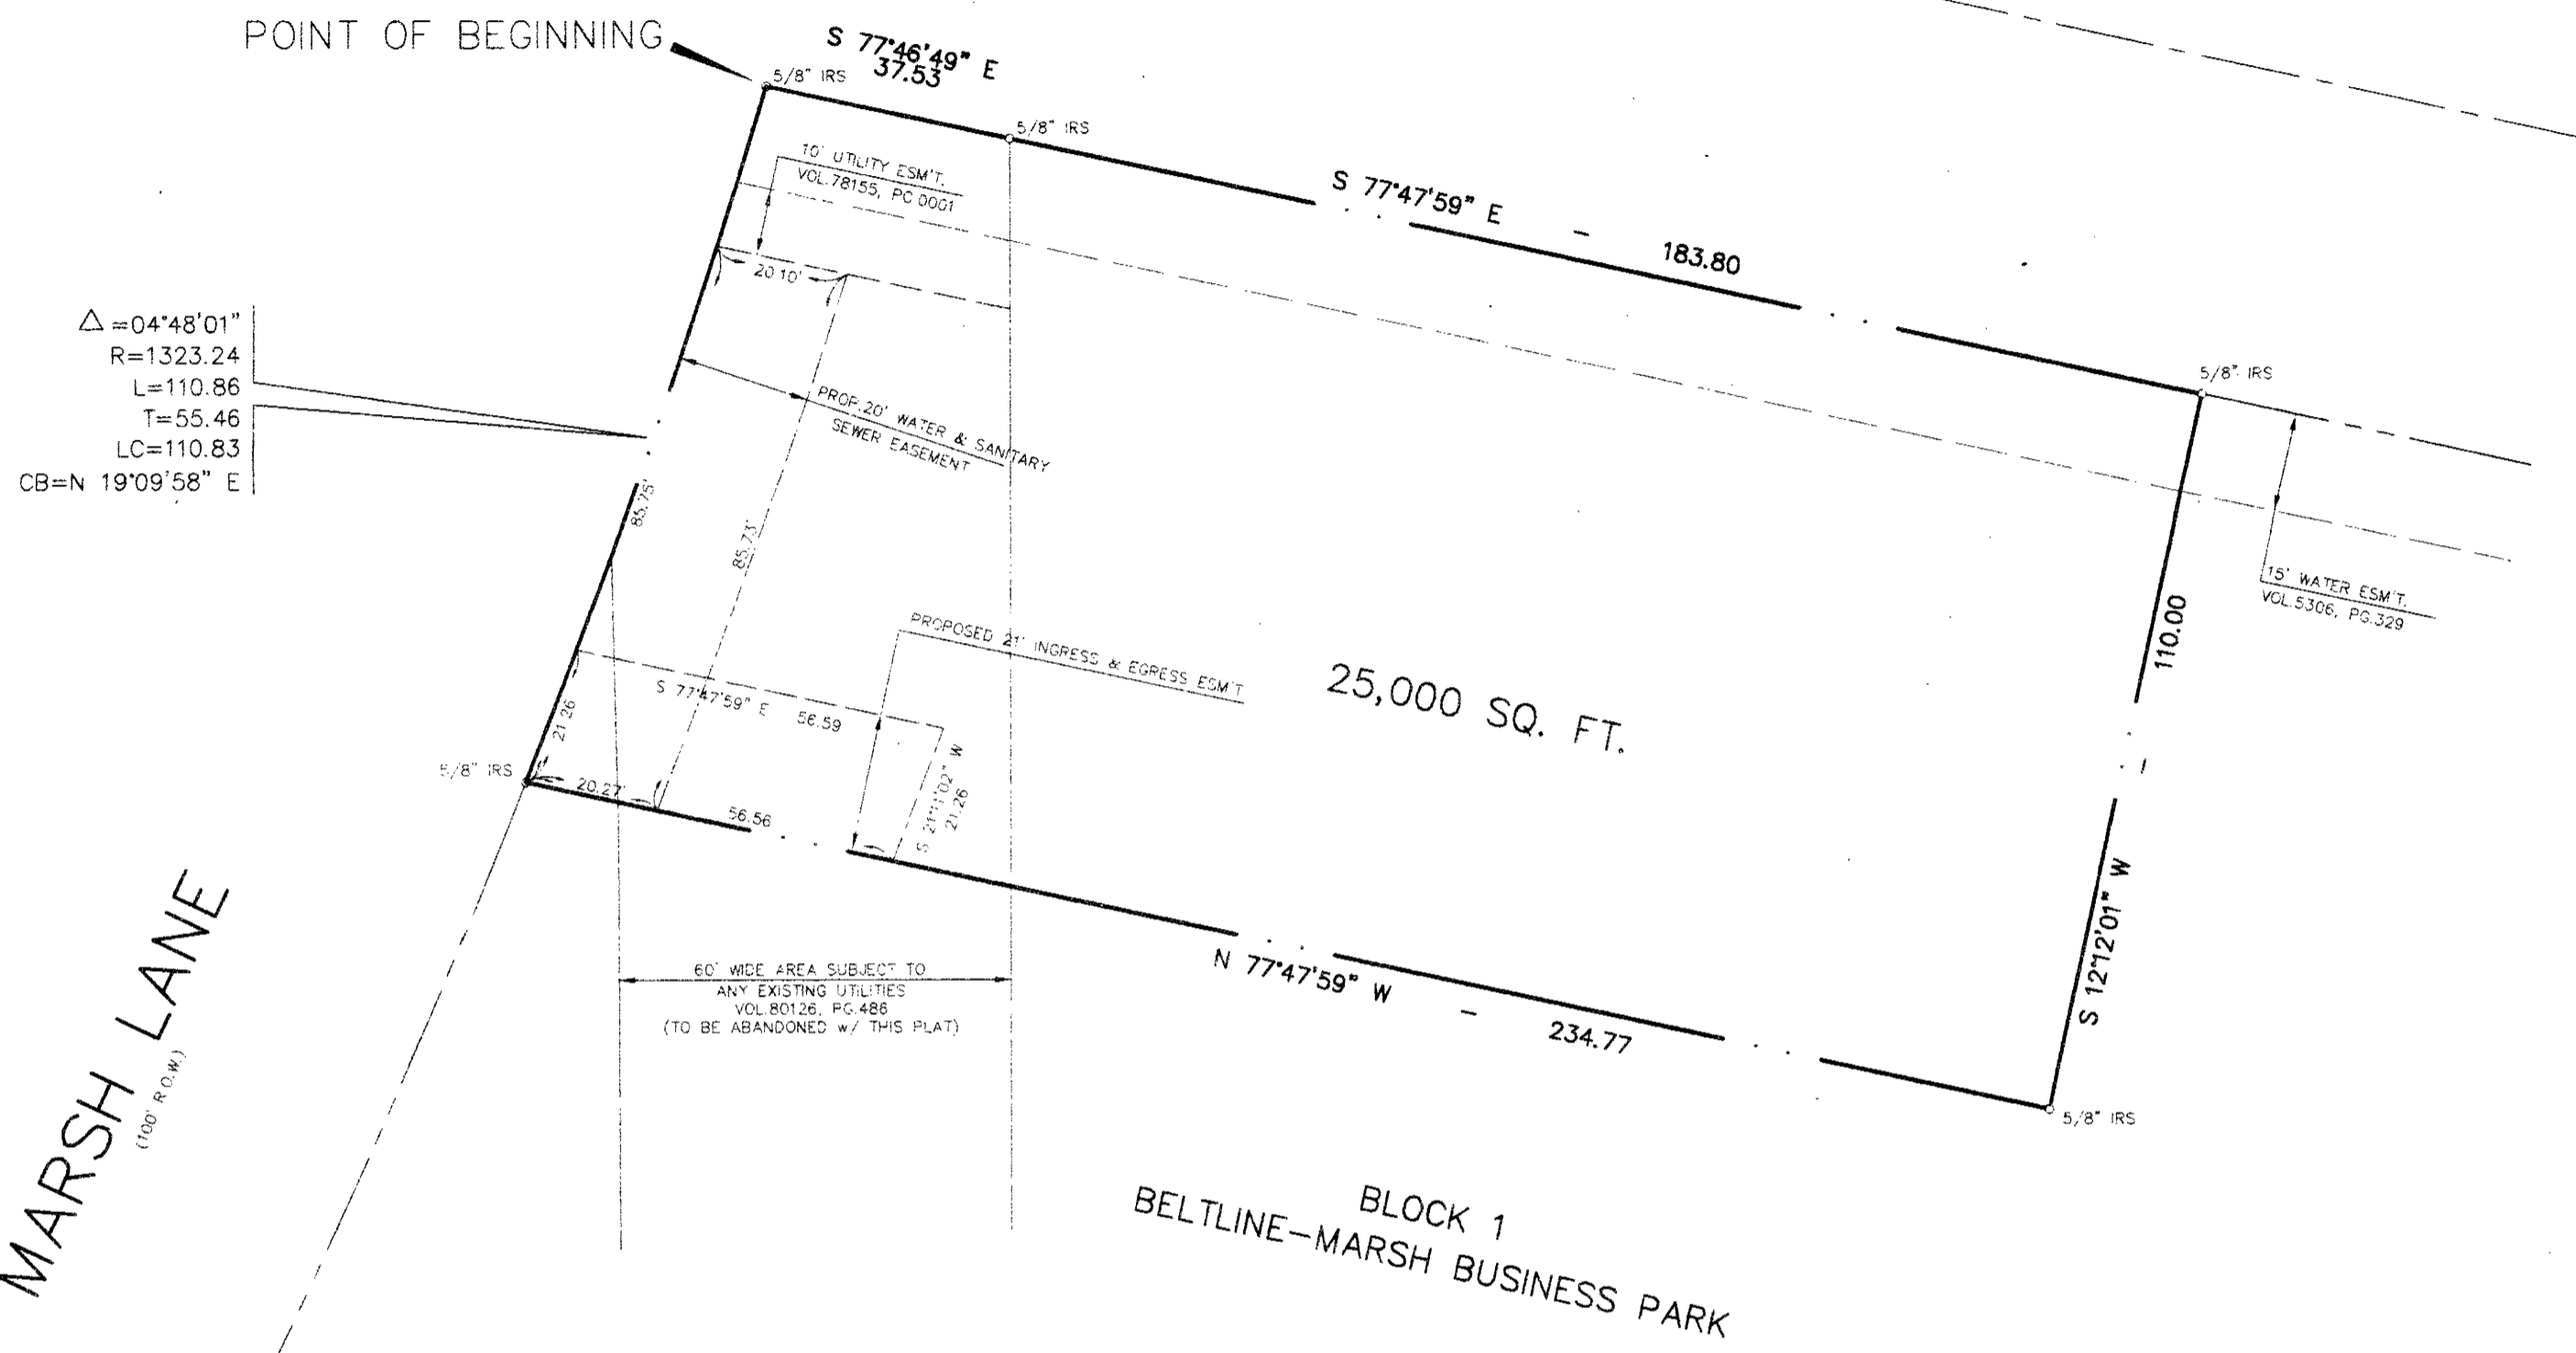 POINT OF BEGINNING
S 77°46'49" E
37.53
5/8" IRS
5/8" IRS
10' UTILITY ESM'T.
VOL.78155, PG 0001
S 77°47'59" E - 183.80
20.10'
△ =04°48'01"
R=1323.24
L=110.86
T=55.46
LC=110.83
CB=N 19°09'58" E
5/8" IRS
PROP.20' WATER & SANITARY
SEWER EASEMENT
85.75'
85.73'
15' WATER ESM'T.
VOL.5306, PG.329
110.00
S 12°12'01" W
PROPOSED 21' INGRESS & EGRESS ESM'T
25,000 SQ. FT.
S 77°47'59" E 56.59
21.26
S 21°11'02" W
21.26
5/8" IRS
20.27'
56.56
60' WIDE AREA SUBJECT TO
ANY EXISTING UTILITIES
VOL.80126, PG.486
(TO BE ABANDONED W/ THIS PLAT)
N 77°47'59" W - 234.77
5/8" IRS
MARSH LANE
(100' R.O.W.)
BLOCK 1
BELTLINE-MARSH BUSINESS PARK